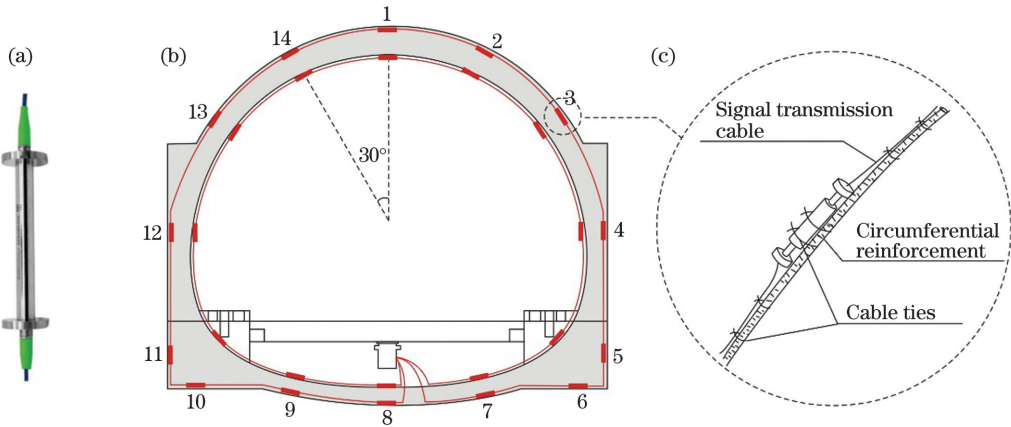 (a)
(b)
1
2
3
4
5
6
7
8
9
10
11
12
13
14
30°
(c)
Signal transmission
cable
Circumferential
reinforcement
Cable ties